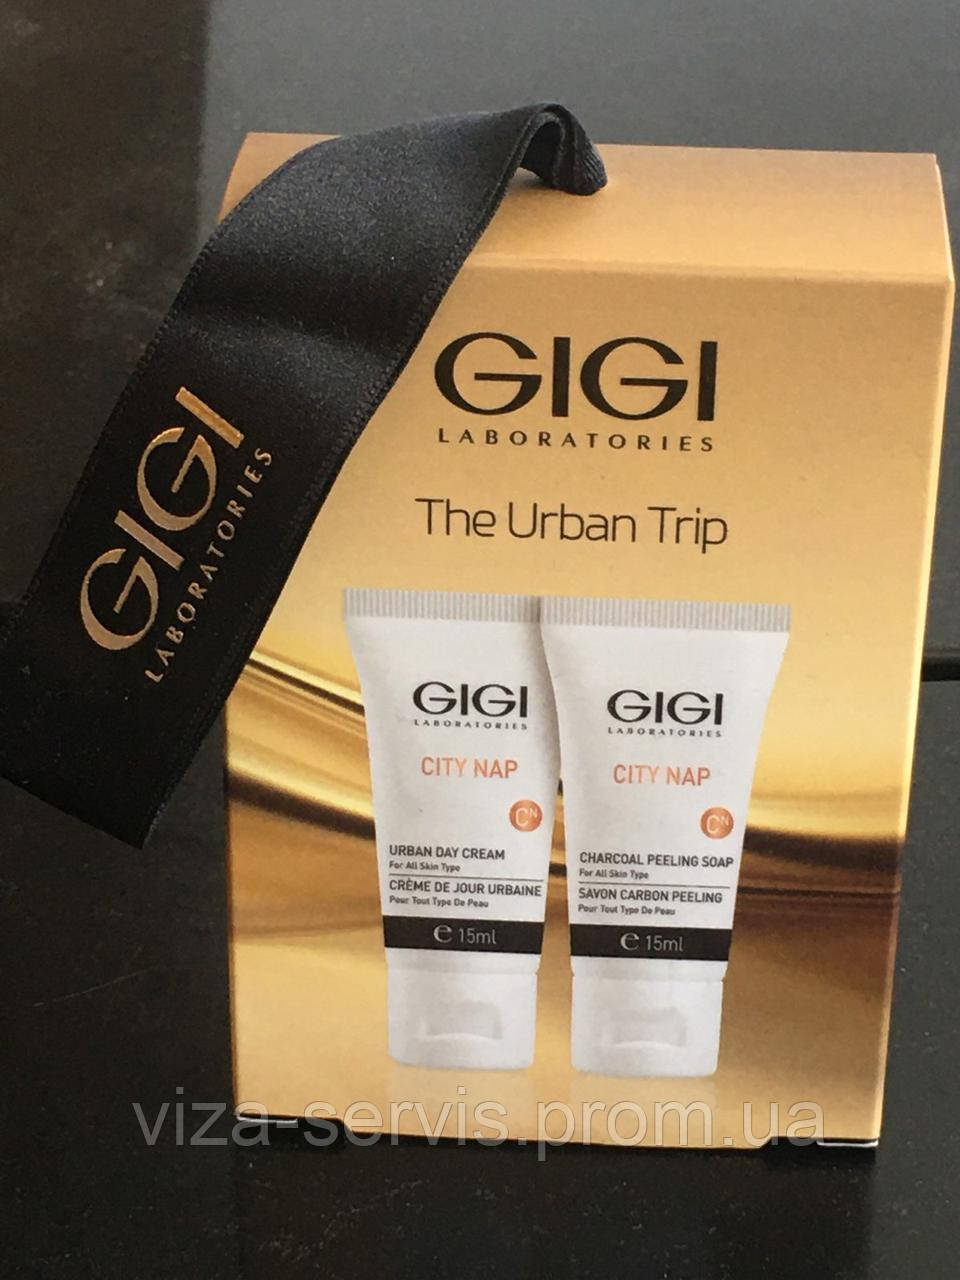 GIGI
LABORATORIES
GIGI
LABORATORIES
The Urban Trip
GIGI
LABORATORIES
CITY NAP
CN
URBAN DAY CREAM
For All Skin Type
CRÈME DE JOUR URBAINE
Pour Tout Type De Peau
e 15ml
GIGI
LABORATORIES
CITY NAP
CN
CHARCOAL PEELING SOAP
For All Skin Type
SAVON CARBON PEELING
Pour Tout Type De Peau
e 15ml
viza-servis.prom.ua